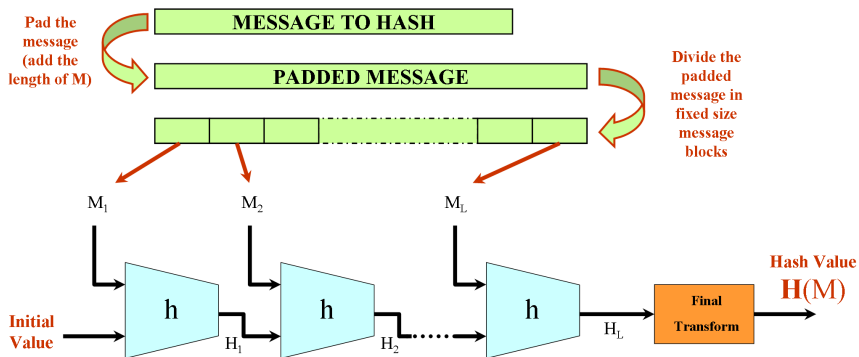 Pad the
message
(add the
length of M)
MESSAGE TO HASH
PADDED MESSAGE
Divide the
padded
message in
fixed size
message
blocks
M1
M2
ML
Initial
Value
h
H1
h
H2
h
HL
Final
Transform
Hash Value
H(M)